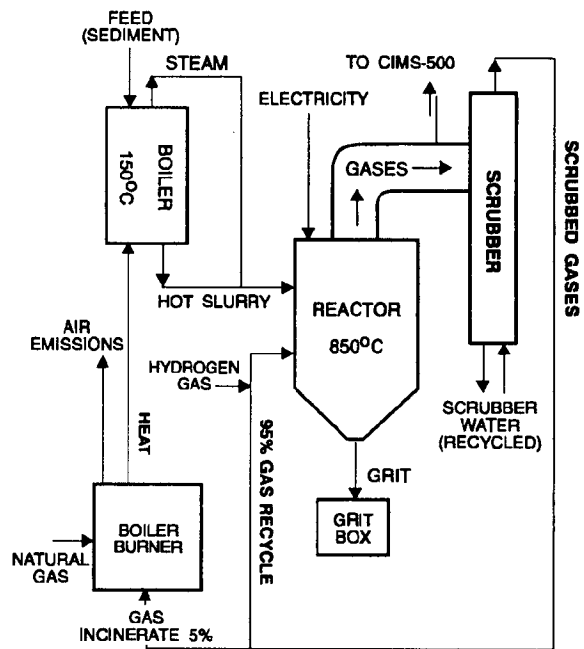 FEED
(SEDIMENT)
STEAM
TO CIMS-500
ELECTRICITY
BOILER
150°C
GASES
SCRUBBER
SCRUBBED GASES
HOT SLURRY
REACTOR
850°C
AIR
EMISSIONS
HYDROGEN
GAS
HEAT
95% GAS RECYCLE
SCRUBBER
WATER
(RECYCLED)
GRIT
GRIT
BOX
BOILER
BURNER
NATURAL
GAS
GAS
INCINERATE 5%